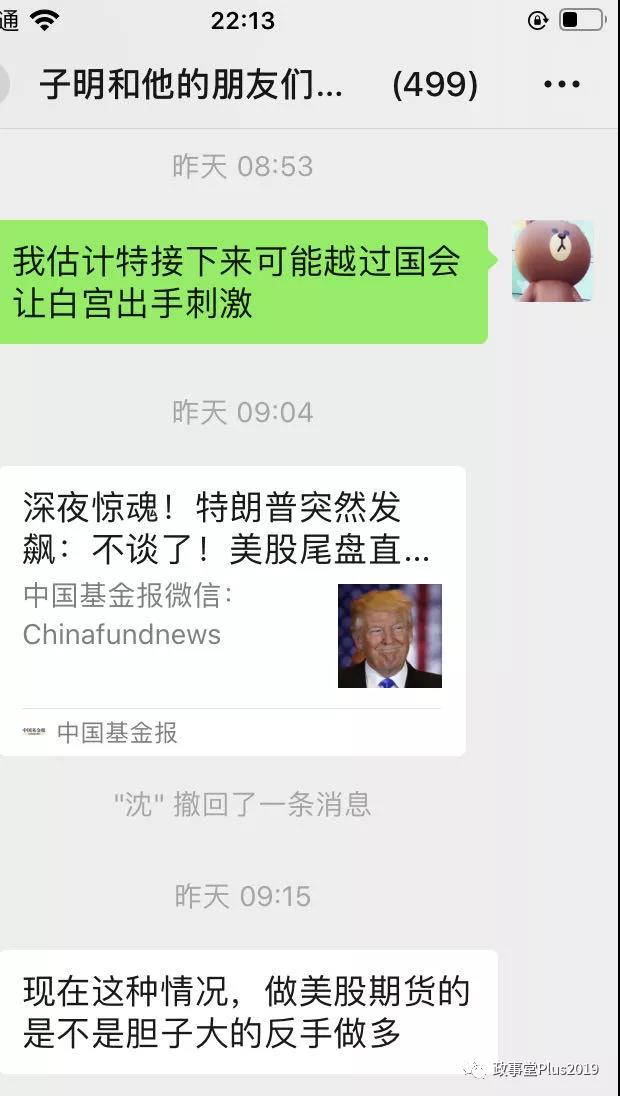 通 22:13
子明和他的朋友们... (499)
昨天 08:53
我估计特接下来可能越过国会
让白宫出手刺激
昨天 09:04
深夜惊魂！特朗普突然发
飙：不谈了！美股尾盘直...
中国基金报微信：
Chinafundnews
中国基金报
中国基金报
"沈" 撤回了一条消息
昨天 09:15
现在这种情况，做美股期货的
是不是胆子大的反手做多
政事堂Plus2019